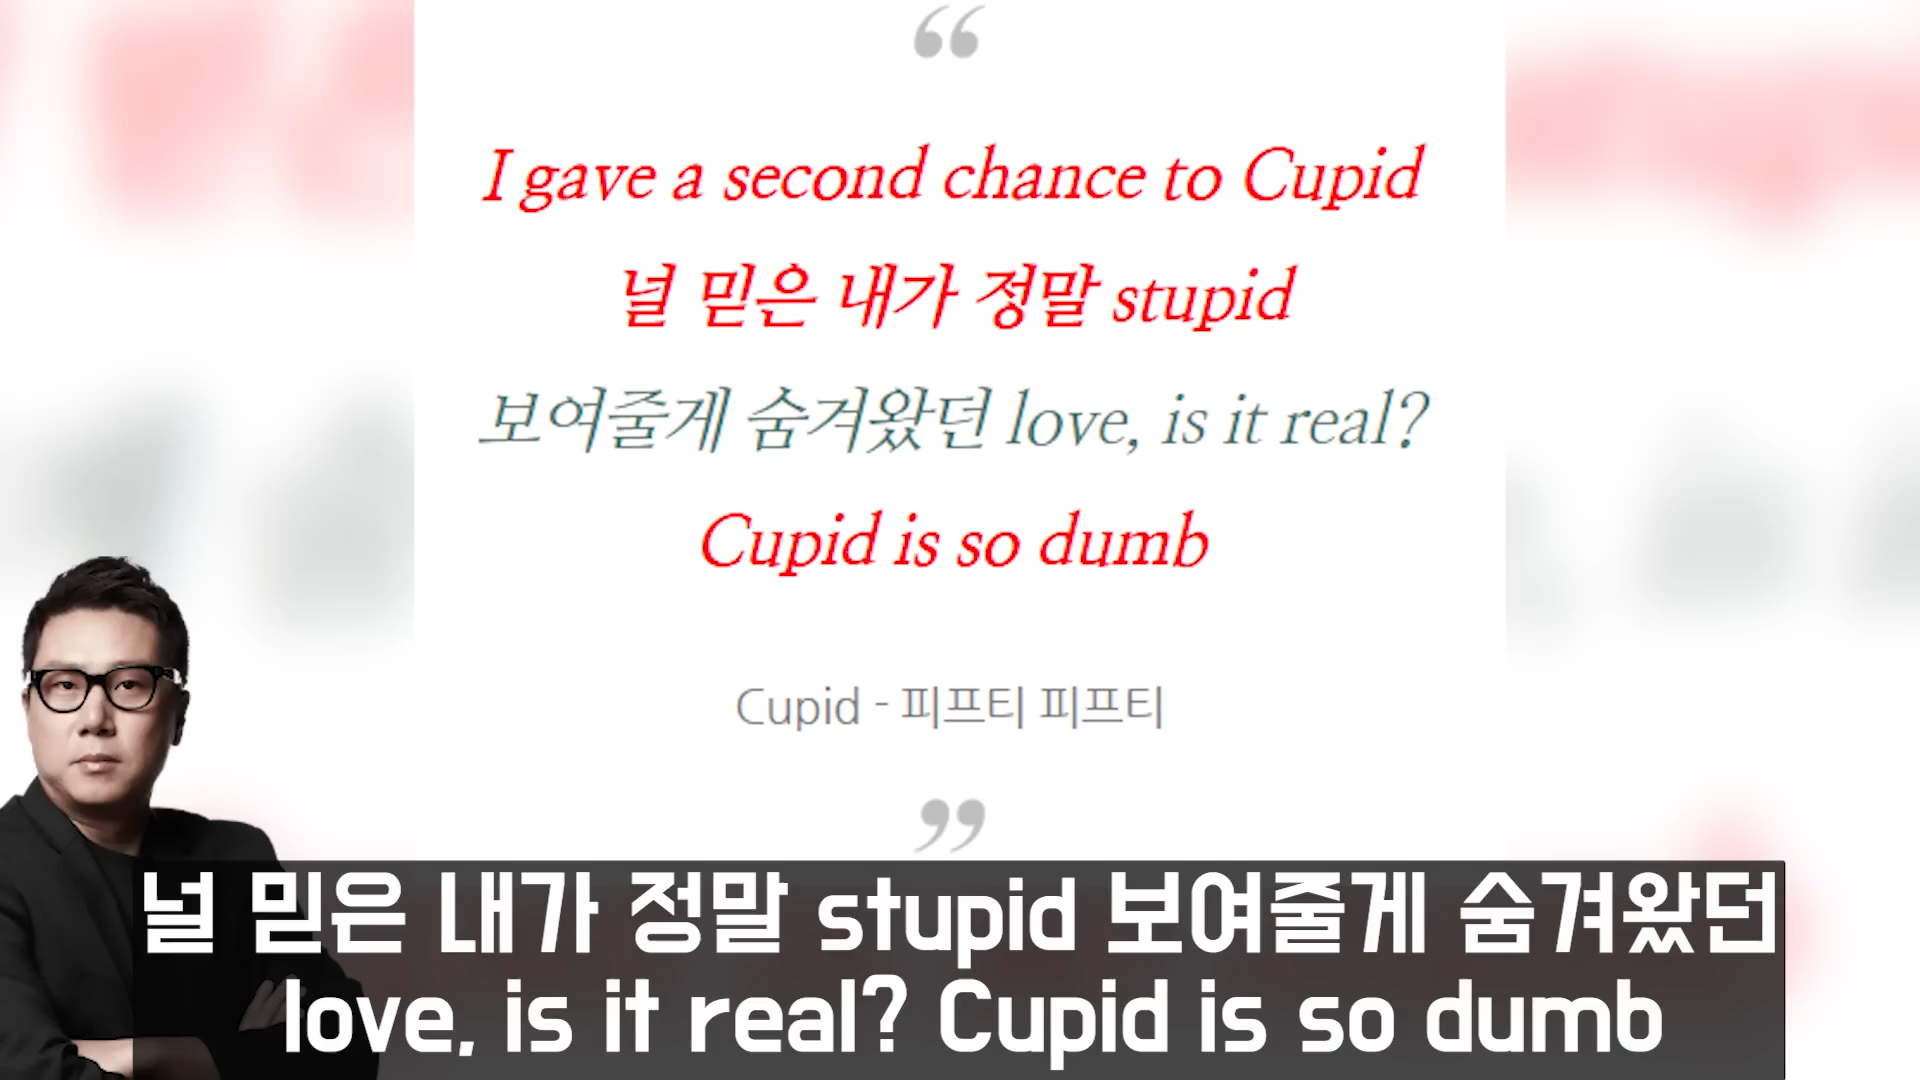 “
I gave a second chance to Cupid
널 믿은 내가 정말 stupid
보여줄게 숨겨왔던 love, is it real?
Cupid is so dumb
Cupid - 피프티 피프티
”
널 믿은 내가 정말 stupid 보여줄게 숨겨왔던
love, is it real? Cupid is so dumb